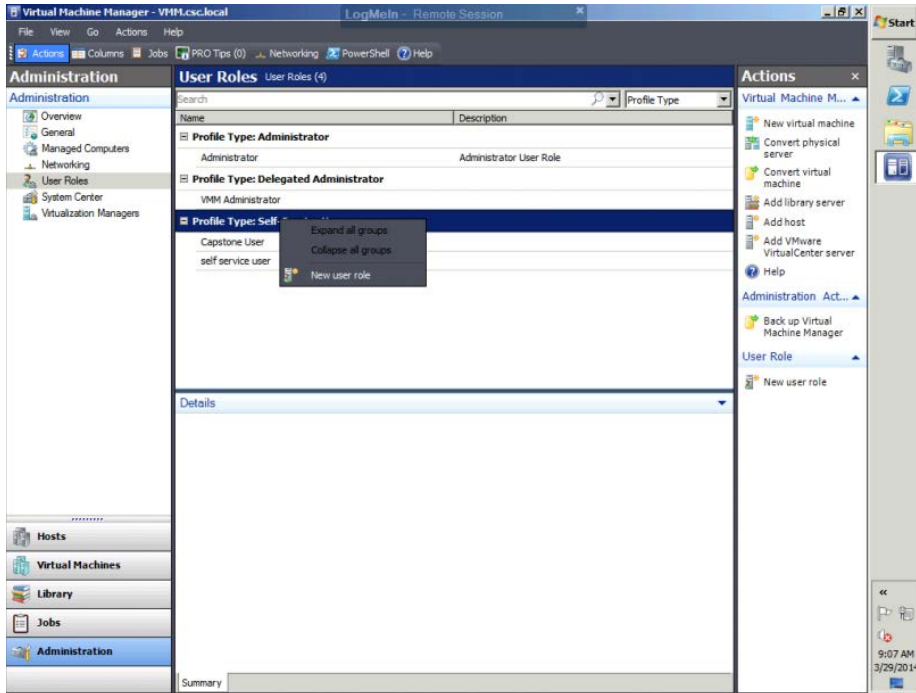 Virtual Machine Manager - VMM.csc.local
LogMeIn - Remote Session
File View Go Actions Help
Actions Columns Jobs PRO Tips (0) Networking PowerShell Help
Administration
Administration
Overview
General
Managed Computers
Networking
User Roles
System Center
Virtualization Managers
Hosts
Virtual Machines
Library
Jobs
Administration
User Roles User Roles (4)
Search
Profile Type
Name Description
Profile Type: Administrator
Administrator Administrator User Role
Profile Type: Delegated Administrator
VMM Administrator
Profile Type: Self-
Capstone User
self service user
Expand all groups
Collapse all groups
New user role
Details
Summary
Actions
Virtual Machine M...
New virtual machine
Convert physical
server
Convert virtual
machine
Add library server
Add host
Add VMware
VirtualCenter server
Help
Administration Act...
Back up Virtual
Machine Manager
User Role
New user role
Start
9:07 AM
3/29/2014